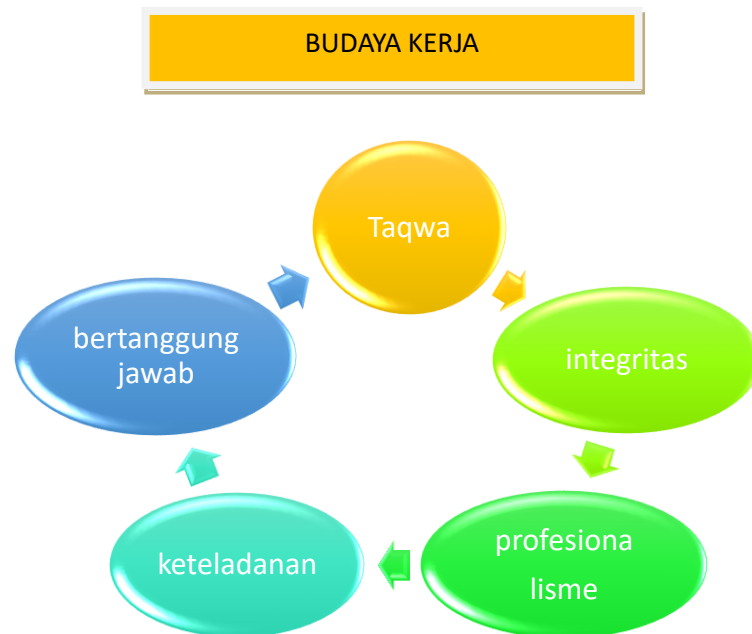 BUDAYA KERJA
Taqwa
integritas
profesiona
lisme
keteladanan
bertanggung
jawab